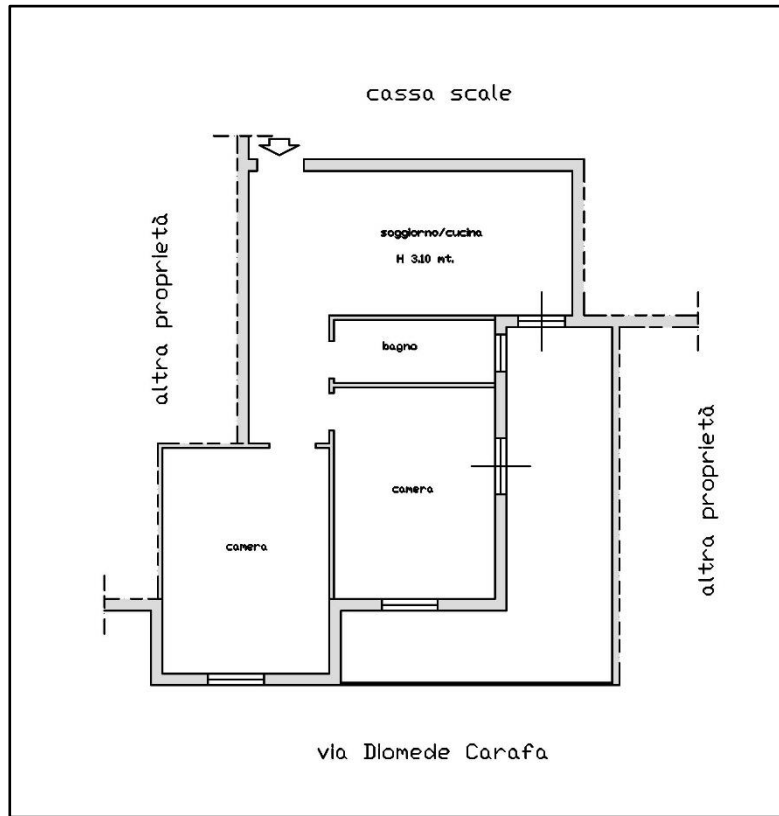 cassa scale
altra proprietà
soggiorno/cucina
H 3.10 mt.
bagno
camera
camera
altra proprietà
via Diomede Carafa